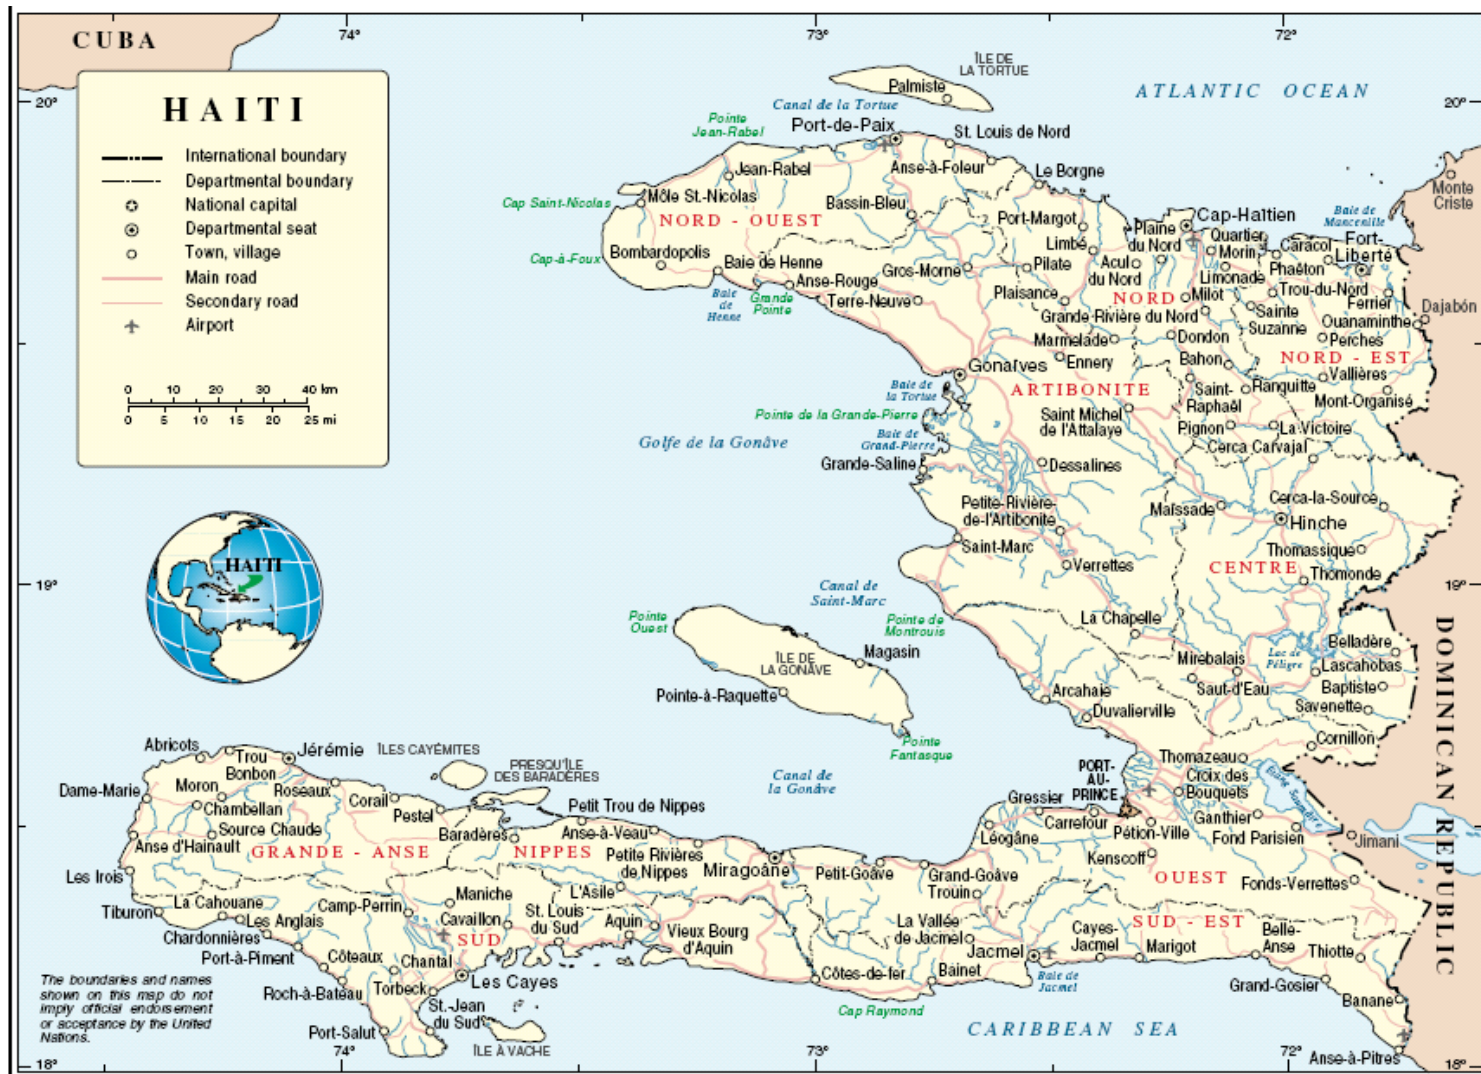 CUBA
74°
73°
72°
ÎLE DE
LA TORTUE
Palmiste
ATLANTIC OCEAN
20°
20°
HAITI
International boundary
Departmental boundary
National capital
Departmental seat
Town, village
Main road
Secondary road
Airport
0 10 20 30 40 km
0 5 10 15 20 25 mi
Canal de la Tortue
Pointe
Jean-Rabel
Port-de-Paix
St. Louis de Nord
Jean-Rabel
Anse-à-Foleur
Le Borgne
Monte
Criste
Cap Saint-Nicolas
Môle St.-Nicolas
NORD - OUEST
Bassin-Bleu
Port-Margot
Plaine
du Nord
Cap-Haïtien
Baie de
Mancenille
Quartier
Morin
Caracol
Fort-
Liberté
Cap-à-Foux
Bombardopolis
Baie de Henne
Limbé
Acul
du Nord
Phaëton
Gros-Morne
Pilate
Limonade
Trou-du-Nord
Ferrier
Anse-Rouge
Baie
de
Henne
Grande
Pointe
Terre-Neuve
Plaisance
NORD
Milot
Grande-Rivière du Nord
Sainte
Suzanne
Ouanaminthe
Dajabón
Marmelade
Dondon
Perches
NORD - EST
Ennery
Bahon
Gonaïves
ARTIBONITE
Vallières
Ranquitte
Mont-Organisé
Saint-
Raphaël
Baie de
la Tortue
Pointe de la Grande-Pierre
Saint Michel
de l'Attalaye
Pignon
La Victoire
Golfe de la Gonâve
Baie de
Grand-Pierre
Cerca Carvajal
Grande-Saline
Dessalines
Petite-Rivière-
de-l'Artibonite
Maïssade
Cerca-la-Source
Hinche
Saint-Marc
Verrettes
Thomassique
CENTRE
Thomonde
HAITI
19°
19°
Canal de
Saint-Marc
Pointe
Ouest
Pointe de
Montrouis
La Chapelle
ÎLE DE
LA GONÂVE
Magasin
Pointe-à-Raquette
Mirebalais
Lac de
Péligre
Belladère
Lascahobas
Saut-d'Eau
Baptiste
Savenette
Arcahaie
Duvalierville
Pointe
Fantasque
Cornillon
DOMINICAN REPUBLIC
Abricots
Trou
Bonbon
Jérémie
ÎLES CAYÉMITES
PRESQU'ÎLE
DES BARADÈRES
Canal de
la Gonâve
PORT-
AU-
PRINCE
Thomazeau
Croix des
Bouquets
Etang Saumâtre
Dame-Marie
Moron
Roseaux
Chambellan
Corail
Pestel
Petit Trou de Nippes
Gressier
Carrefour
Ganthier
Fond Parisien
Source Chaude
Anse d'Hainault
Baradères
Anse-à-Veau
Léogâne
Pétion-Ville
Jimani
GRANDE - ANSE
NIPPES
Petite Rivières
de Nippes
Miragoâne
Petit-Goâve
Grand-Goâve
Kenscoff
OUEST
Les Irois
L'Asile
Trouin
Fonds-Verrettes
Tiburon
La Cahouane
Les Anglais
Camp-Perrin
Maniche
Cavaillon
St. Louis
du Sud
Aquin
Vieux Bourg
d'Aquin
La Vallée
de Jacmel
SUD - EST
Cayes-
Jacmel
Marigot
Belle-
Anse
Thiotte
Chardonnières
Port-à-Piment
SUD
Jacmel
Côteaux
Chantal
Les Cayes
Côtes-de-fer
Bainet
Baie de
Jacmel
Roch-à-Bateau
Torbeck
St.-Jean
du Sud
Grand-Gosier
Banane
Port-Salut
ÎLE À VACHE
Cap Raymond
CARIBBEAN SEA
Anse-à-Pitres
The boundaries and names
shown on this map do not
imply official endorsement
or acceptance by the United
Nations.
18°
74°
73°
72°
18°